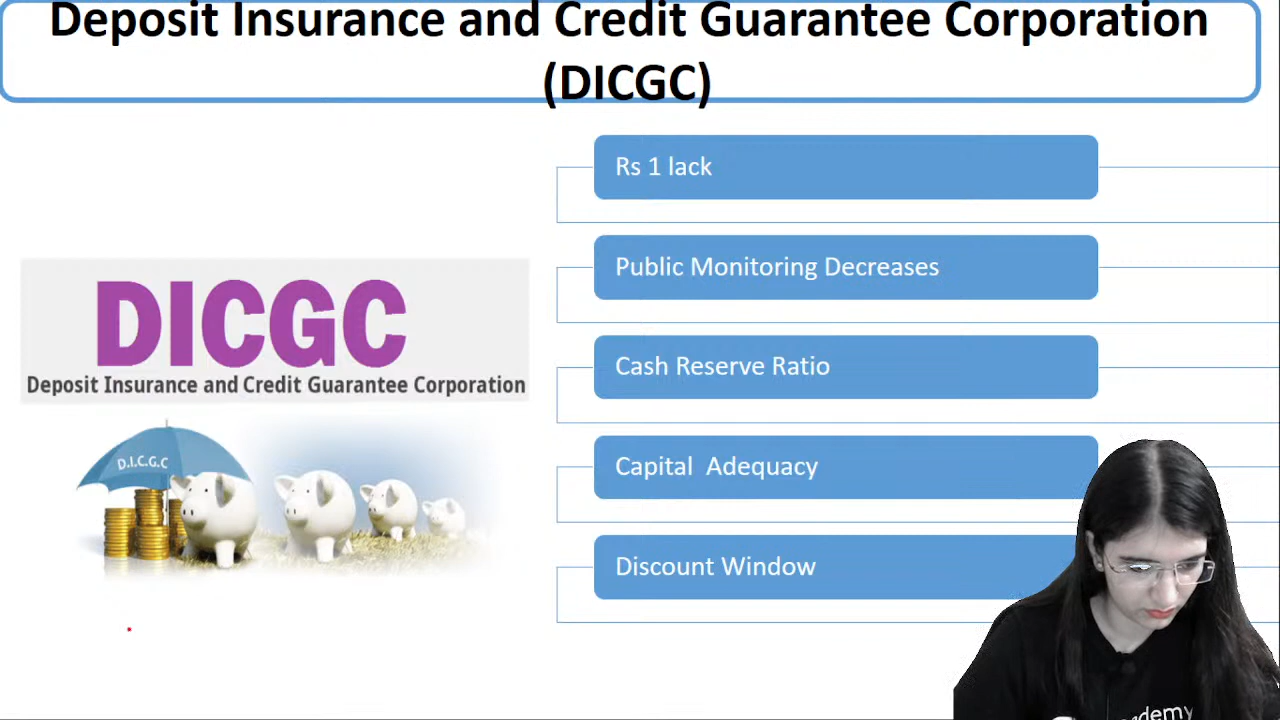 Deposit Insurance and Credit Guarantee Corporation
(DICGC)
Rs 1 lack
Public Monitoring Decreases
Cash Reserve Ratio
Capital Adequacy
Discount Window
DICGC
Deposit Insurance and Credit Guarantee Corporation
D.I.C.G.C